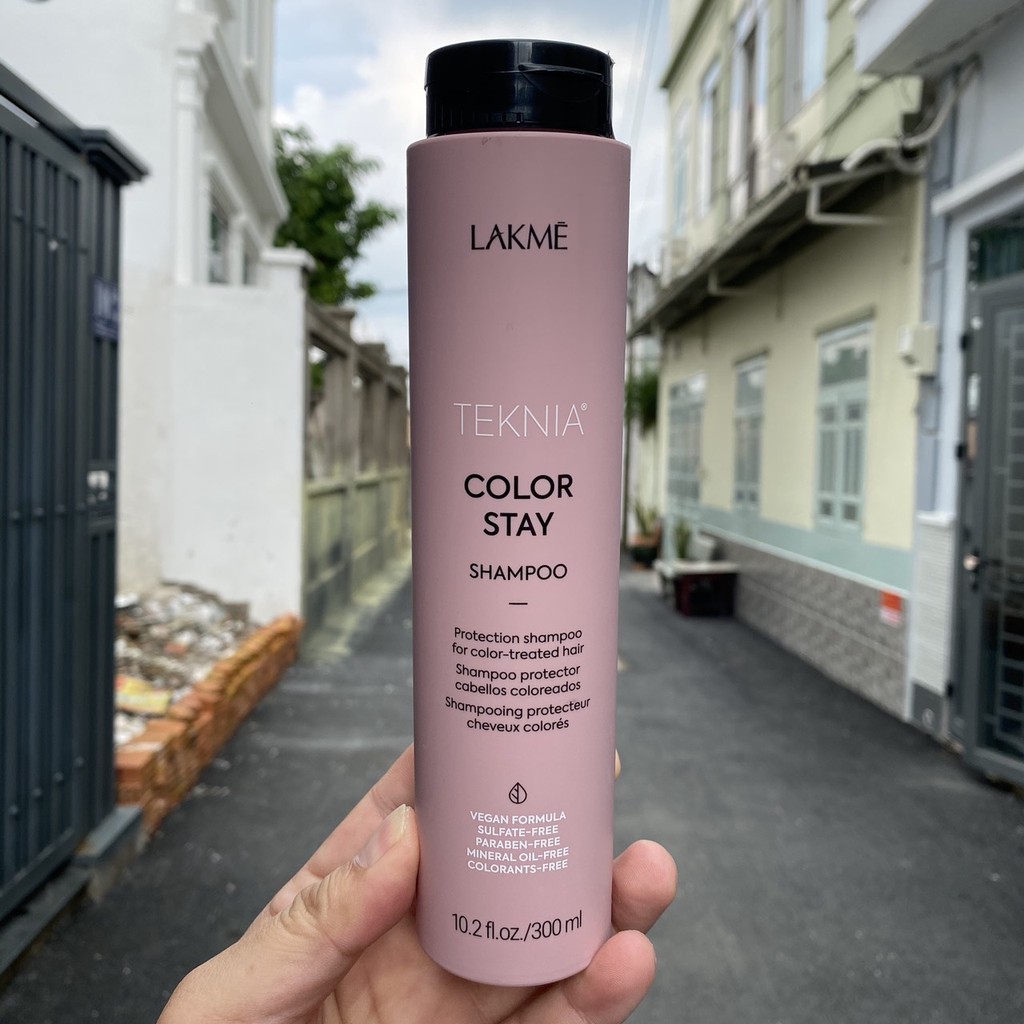 LAKMĒ
TEKNIA®
COLOR
STAY
SHAMPOO
Protection shampoo
for color-treated hair
Shampoo protector
cabellos coloreados
Shampooing protecteur
cheveux colorés
VEGAN FORMULA
SULFATE-FREE
PARABEN-FREE
MINERAL OIL-FREE
COLORANTS-FREE
10.2 fl.oz./300 ml